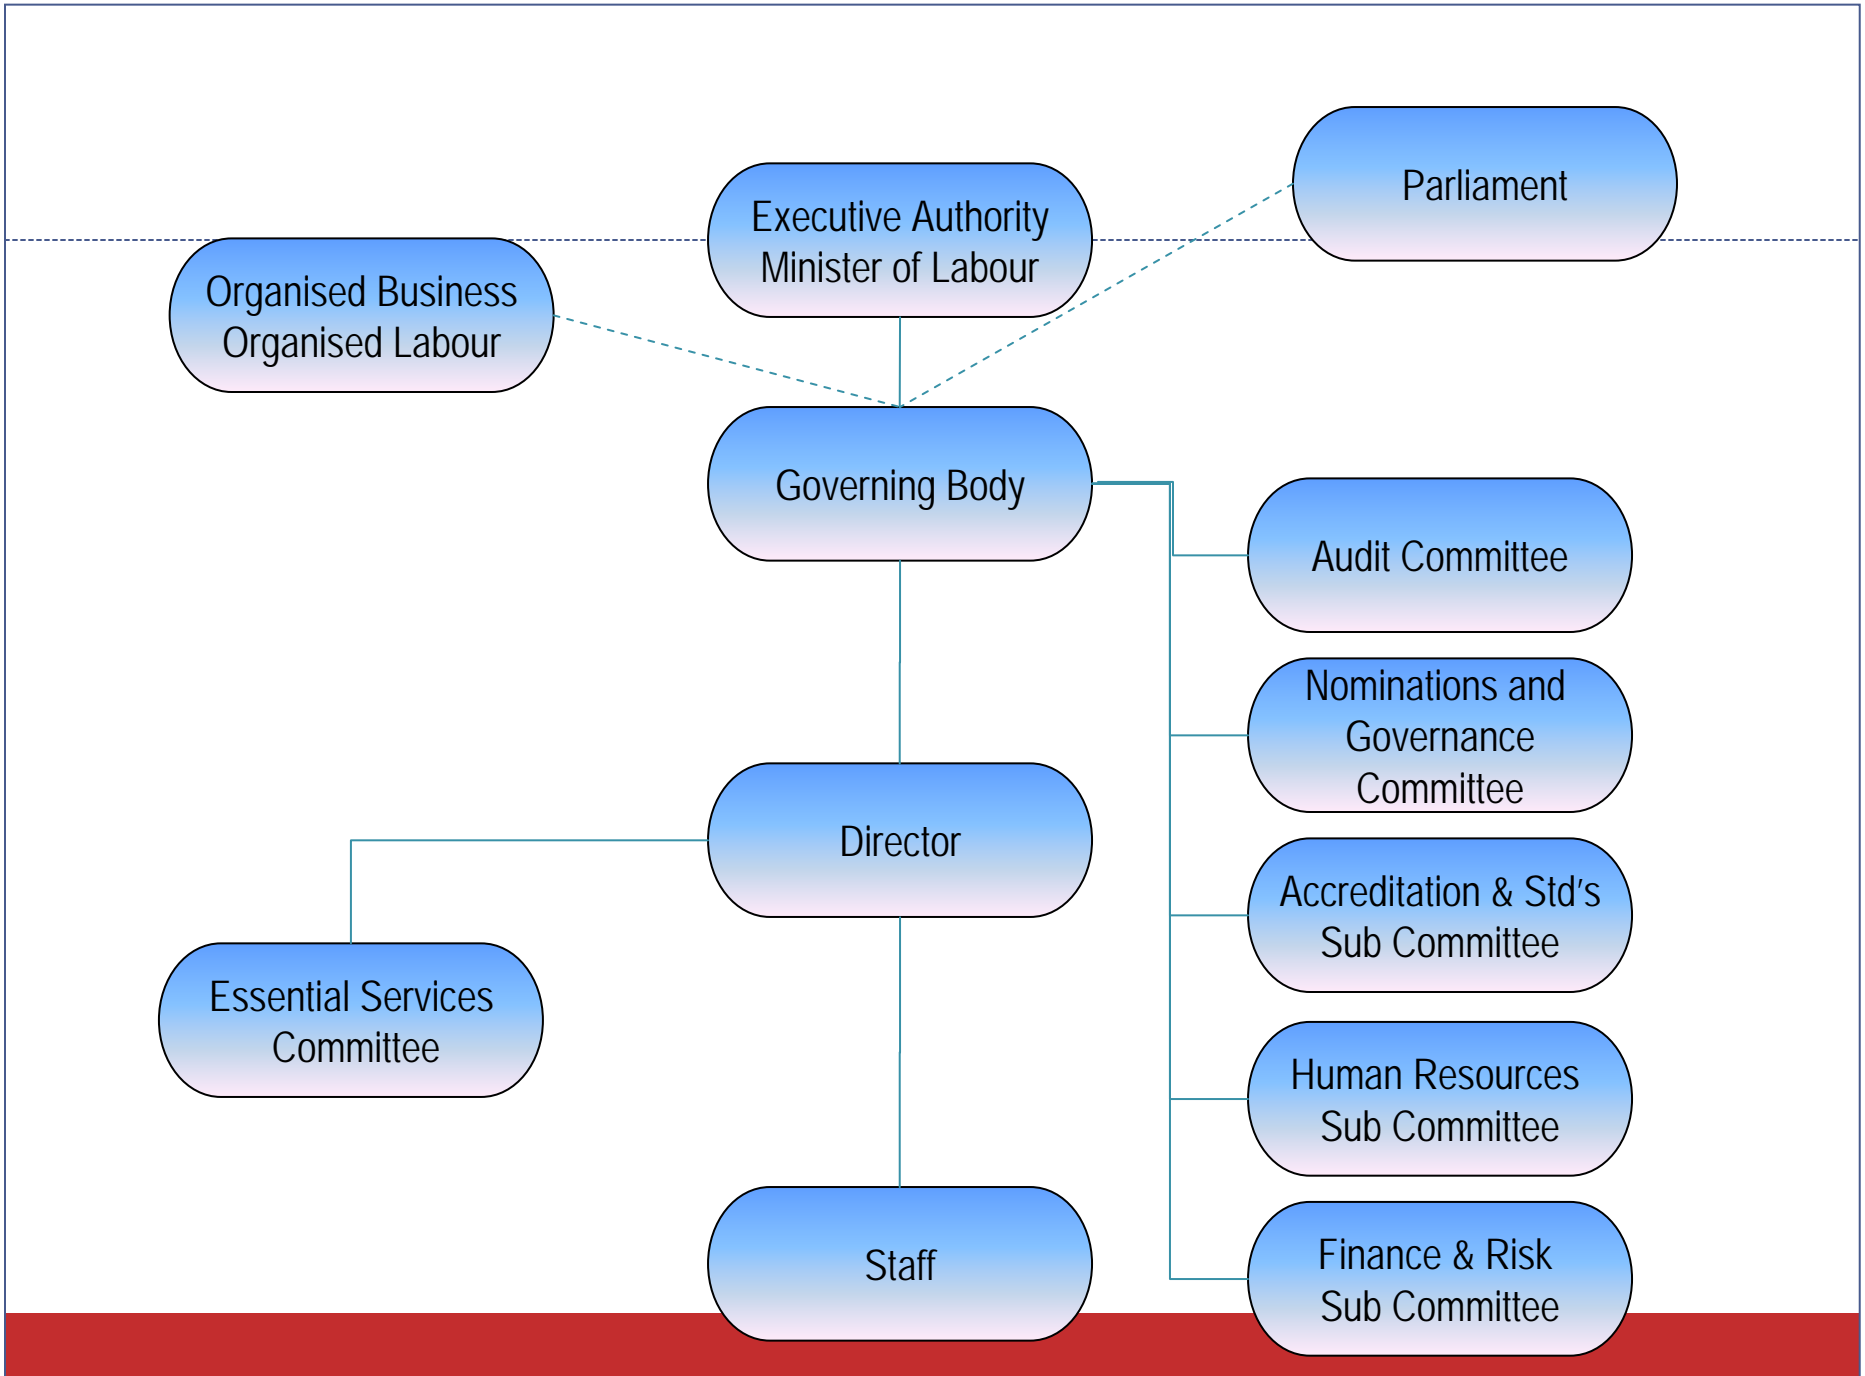 Parliament
Executive Authority
Minister of Labour
Organised Business
Organised Labour
Governing Body
Audit Committee
Nominations and
Governance
Committee
Director
Accreditation & Std's
Sub Committee
Essential Services
Committee
Human Resources
Sub Committee
Staff
Finance & Risk
Sub Committee